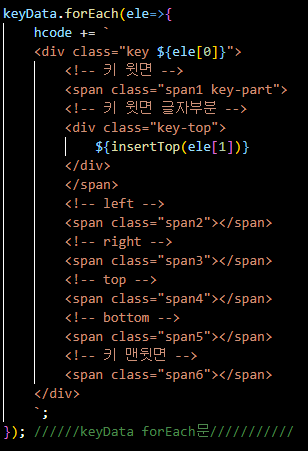 keyData.forEach(ele=>{
hcode += `
<div class="key ${ele[0]}">
<!-- 키 윗면 -->
<span class="span1 key-part">
<!-- 키 윗면 글자부분 -->
<div class="key-top">
${insertTop(ele[1])}
</div>
</span>
<!-- left -->
<span class="span2"></span>
<!-- right -->
<span class="span3"></span>
<!-- top -->
<span class="span4"></span>
<!-- bottom -->
<span class="span5"></span>
<!-- 키 맨뒷면 -->
<span class="span6"></span>
</div>
`;
}); //////keyData forEach문///////////